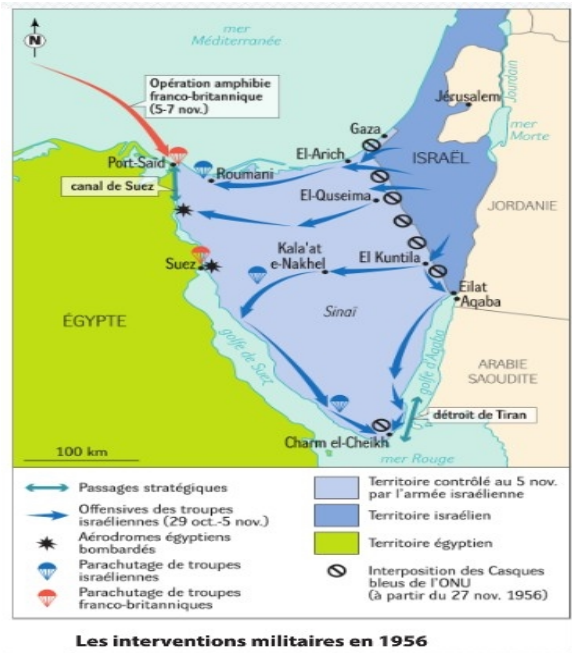 mer
Méditerranée
N
Opération amphibie
franco-britannique
(5-7 nov.)
Jérusalem
Jourdain
Gaza
mer
Morte
Port-Saïd
El-Arich
ISRAËL
Roumani
canal de Suez
El-Quseima
JORDANIE
Kala'at
e-Nakhel
El Kuntila
Suez
Eilat
Aqaba
Sinaï
ÉGYPTE
golfe de Suez
golfe d'Aqaba
ARABIE
SAOUDITE
détroit de Tiran
Charm el-Cheikh
100 km
mer Rouge
Passages stratégiques
Offensives des troupes
israéliennes (29 oct.-5 nov.)
Aérodromes égyptiens
bombardés
Parachutage de troupes
israéliennes
Parachutage de troupes
franco-britanniques
Territoire contrôlé au 5 nov.
par l'armée israélienne
Territoire israélien
Territoire égyptien
Interposition des Casques
bleus de l'ONU
(à partir du 27 nov. 1956)
Les interventions militaires en 1956